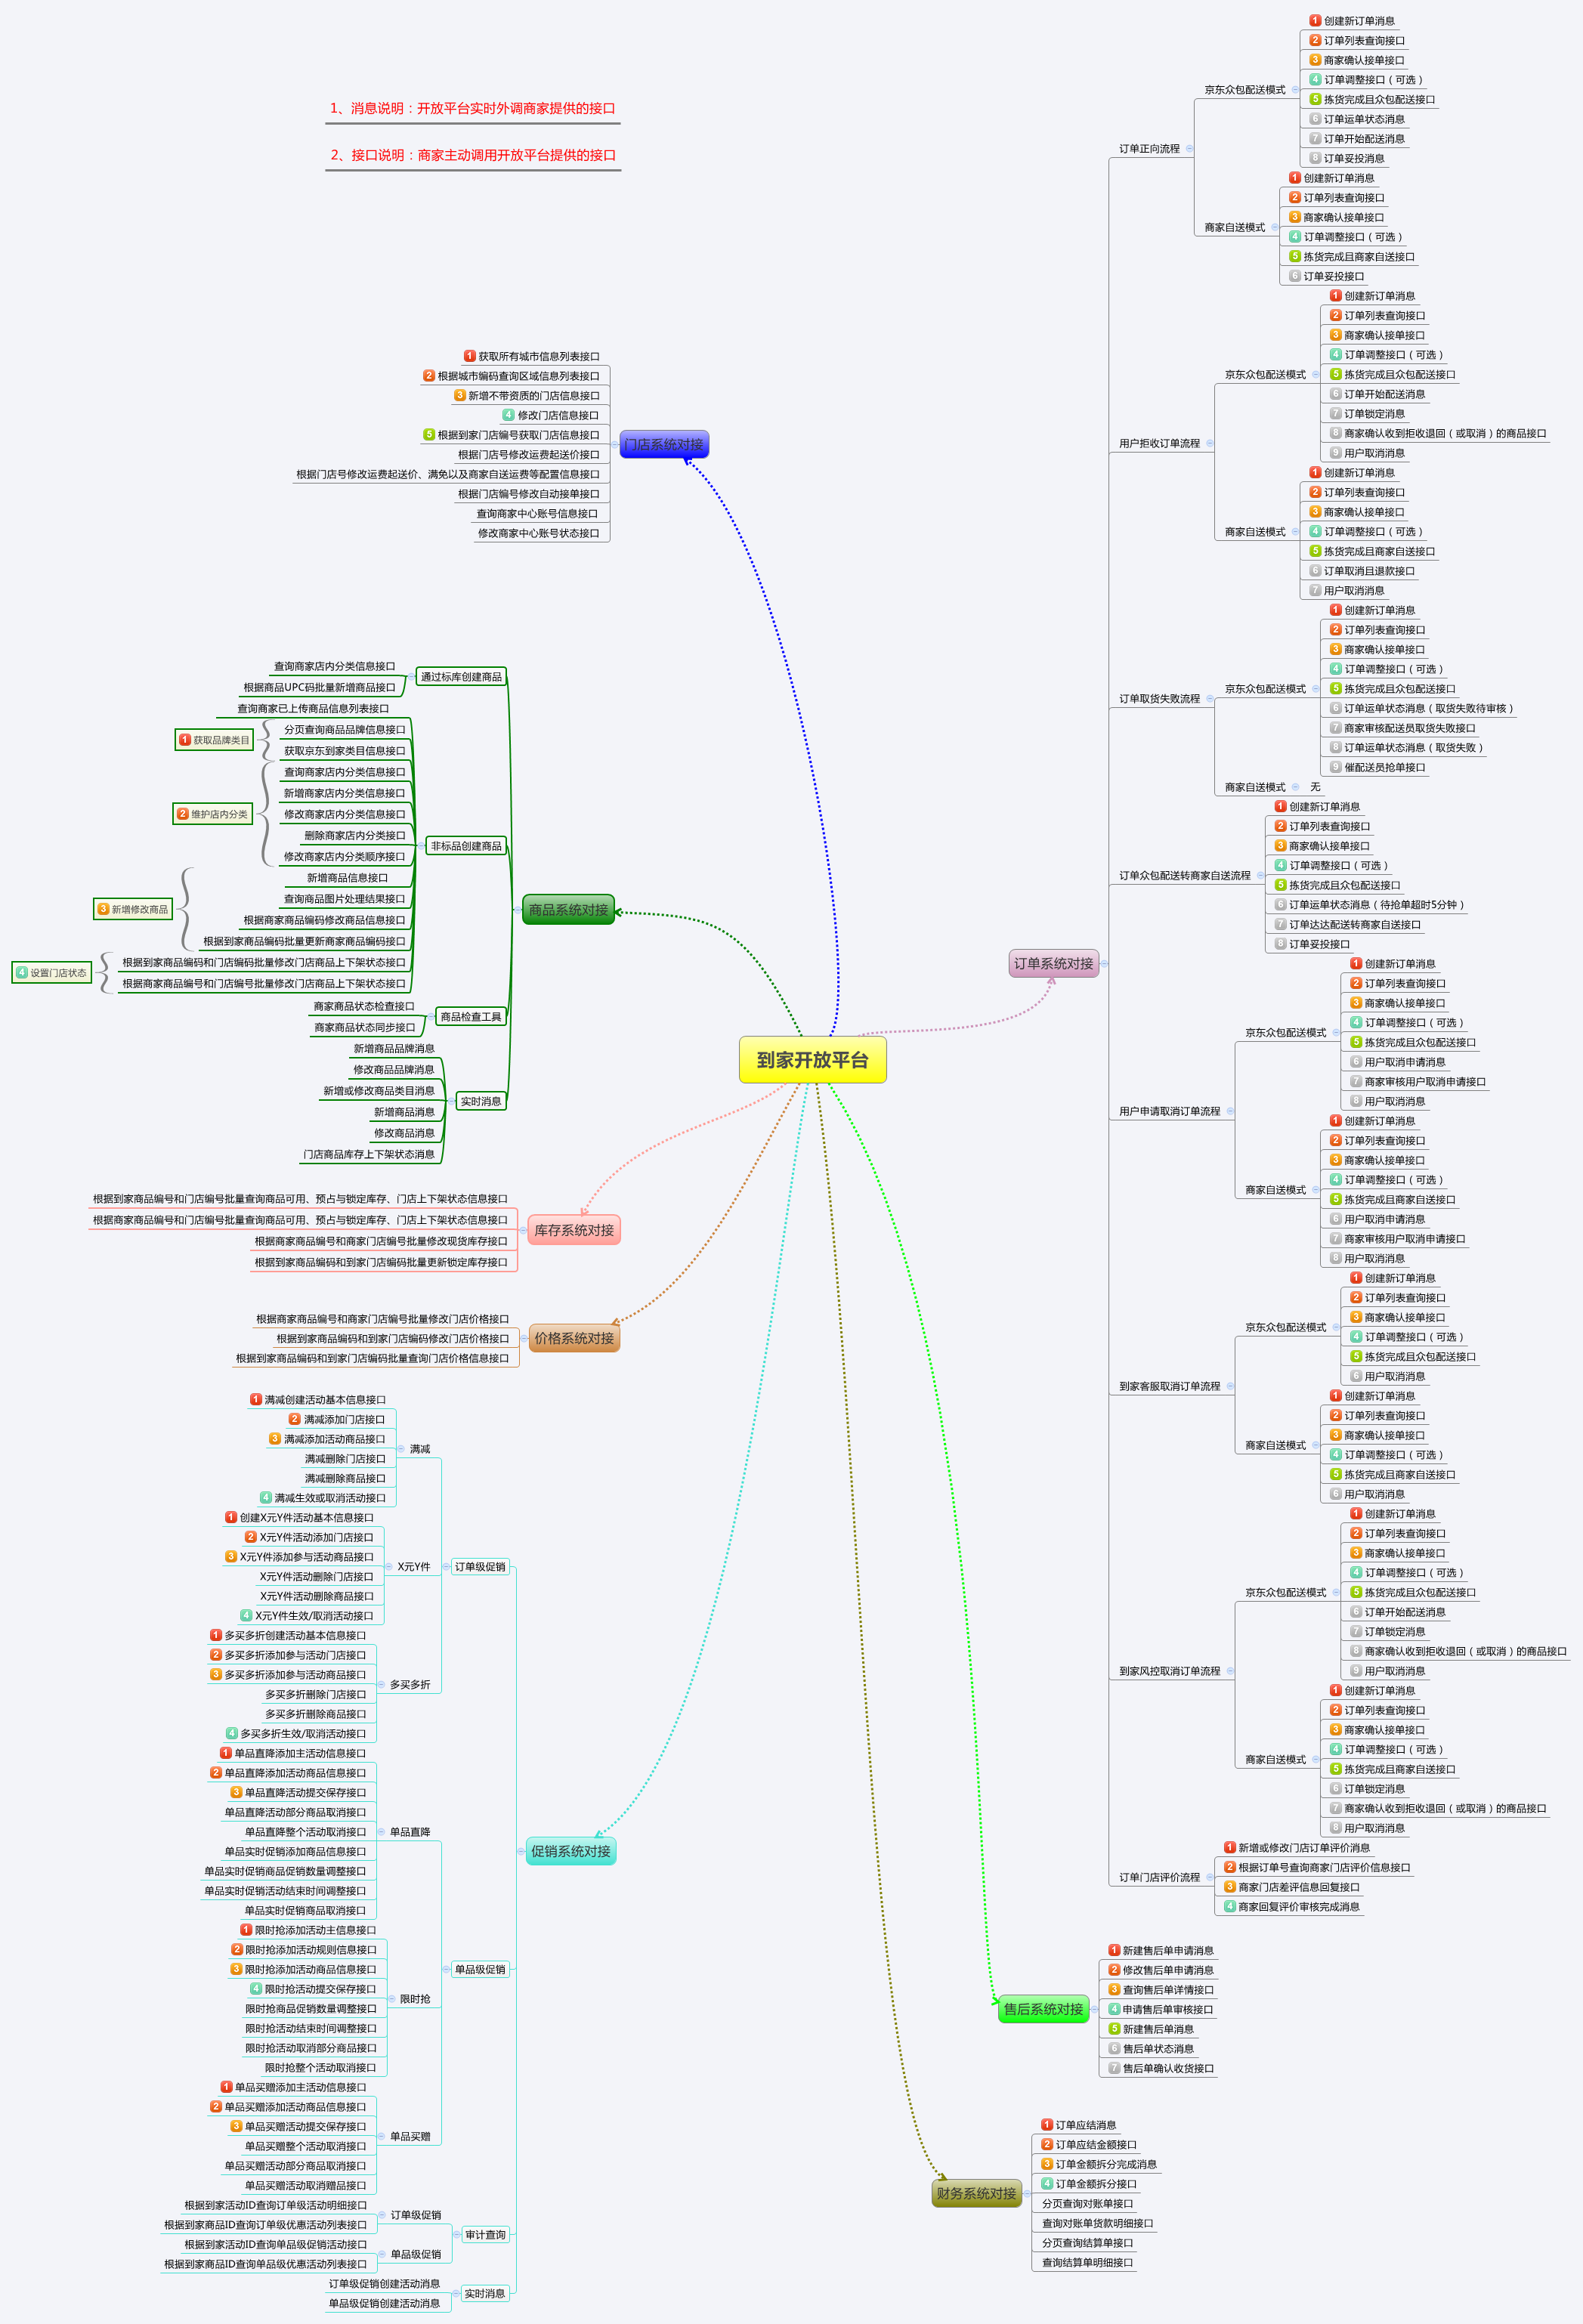 1、消息说明：开放平台实时外调商家提供的接口
2、接口说明：商家主动调用开放平台提供的接口
到家开放平台
门店系统对接
1 获取所有城市信息列表接口
2 根据城市编码查询区域信息列表接口
3 新增不带资质的门店信息接口
4 修改门店信息接口
5 根据到家门店编号获取门店信息接口
根据门店号修改运费起送价接口
根据门店号修改运费起送价、满免以及商家自送运费等配置信息接口
根据门店编号修改自动接单接口
查询商家中心账号信息接口
修改商家中心账号状态接口
商品系统对接
通过标库创建商品
查询商家店内分类信息接口
根据商品UPC码批量新增商品接口
非标品创建商品
查询商家已上传商品信息列表接口
1 获取品牌类目
分页查询商品品牌信息接口
获取京东到家类目信息接口
2 维护店内分类
查询商家店内分类信息接口
新增商家店内分类信息接口
修改商家店内分类信息接口
删除商家店内分类接口
修改商家店内分类顺序接口
3 新增修改商品
新增商品信息接口
查询商品图片处理结果接口
根据商家商品编码修改商品信息接口
根据到家商品编码批量更新商家商品编码接口
4 设置门店状态
根据到家商品编码和门店编码批量修改门店商品上下架状态接口
根据商家商品编号和门店编号批量修改门店商品上下架状态接口
商品检查工具
商家商品状态检查接口
商家商品状态同步接口
实时消息
新增商品品牌消息
修改商品品牌消息
新增或修改商品类目消息
新增商品消息
修改商品消息
门店商品库存上下架状态消息
库存系统对接
根据到家商品编号和门店编号批量查询商品可用、预占与锁定库存、门店上下架状态信息接口
根据商家商品编号和门店编号批量查询商品可用、预占与锁定库存、门店上下架状态信息接口
根据商家商品编号和商家门店编号批量修改现货库存接口
根据到家商品编码和到家门店编码批量更新锁定库存接口
价格系统对接
根据商家商品编号和商家门店编号批量修改门店价格接口
根据到家商品编码和到家门店编码修改门店价格接口
根据到家商品编码和到家门店编码批量查询门店价格信息接口
促销系统对接
订单级促销
满减
1 满减创建活动基本信息接口
2 满减添加门店接口
3 满减添加活动商品接口
满减删除门店接口
满减删除商品接口
4 满减生效或取消活动接口
X元Y件
1 创建X元Y件活动基本信息接口
2 X元Y件活动添加门店接口
3 X元Y件添加参与活动商品接口
X元Y件活动删除门店接口
X元Y件活动删除商品接口
4 X元Y件生效/取消活动接口
多买多折
1 多买多折创建活动基本信息接口
2 多买多折添加参与活动门店接口
3 多买多折添加参与活动商品接口
多买多折删除门店接口
多买多折删除商品接口
4 多买多折生效/取消活动接口
单品级促销
单品直降
1 单品直降添加主活动信息接口
2 单品直降添加活动商品信息接口
3 单品直降活动提交保存接口
单品直降活动部分商品取消接口
单品直降整个活动取消接口
单品实时促销添加商品信息接口
单品实时促销商品促销数量调整接口
单品实时促销活动结束时间调整接口
单品实时促销商品取消接口
限时抢
1 限时抢添加活动主信息接口
2 限时抢添加活动规则信息接口
3 限时抢添加活动商品信息接口
4 限时抢活动提交保存接口
限时抢商品促销数量调整接口
限时抢活动结束时间调整接口
限时抢活动取消部分商品接口
限时抢整个活动取消接口
单品买赠
1 单品买赠添加主活动信息接口
2 单品买赠添加活动商品信息接口
3 单品买赠活动提交保存接口
单品买赠整个活动取消接口
单品买赠活动部分商品取消接口
单品买赠活动取消赠品接口
审计查询
订单级促销
根据到家活动ID查询订单级活动明细接口
根据到家商品ID查询订单级优惠活动列表接口
单品级促销
根据到家活动ID查询单品级促销活动接口
根据到家商品ID查询单品级优惠活动列表接口
实时消息
订单级促销创建活动消息
单品级促销创建活动消息
订单系统对接
订单正向流程
京东众包配送模式
1 创建新订单消息
2 订单列表查询接口
3 商家确认接单接口
4 订单调整接口（可选）
5 拣货完成且众包配送接口
6 订单运单状态消息
7 订单开始配送消息
8 订单妥投消息
商家自送模式
1 创建新订单消息
2 订单列表查询接口
3 商家确认接单接口
4 订单调整接口（可选）
5 拣货完成且商家自送接口
6 订单妥投接口
用户拒收订单流程
京东众包配送模式
1 创建新订单消息
2 订单列表查询接口
3 商家确认接单接口
4 订单调整接口（可选）
5 拣货完成且众包配送接口
6 订单开始配送消息
7 订单锁定消息
8 商家确认收到拒收退回（或取消）的商品接口
9 用户取消消息
商家自送模式
1 创建新订单消息
2 订单列表查询接口
3 商家确认接单接口
4 订单调整接口（可选）
5 拣货完成且商家自送接口
6 订单取消且退款接口
7 用户取消消息
订单取货失败流程
京东众包配送模式
1 创建新订单消息
2 订单列表查询接口
3 商家确认接单接口
4 订单调整接口（可选）
5 拣货完成且众包配送接口
6 订单运单状态消息（取货失败待审核）
7 商家审核配送员取货失败接口
8 订单运单状态消息（取货失败）
9 催配送员抢单接口
商家自送模式
无
订单众包配送转商家自送流程
1 创建新订单消息
2 订单列表查询接口
3 商家确认接单接口
4 订单调整接口（可选）
5 拣货完成且众包配送接口
6 订单运单状态消息（待抢单超时5分钟）
7 订单达达配送转商家自送接口
8 订单妥投接口
用户申请取消订单流程
京东众包配送模式
1 创建新订单消息
2 订单列表查询接口
3 商家确认接单接口
4 订单调整接口（可选）
5 拣货完成且众包配送接口
6 用户取消申请消息
7 商家审核用户取消申请接口
8 用户取消消息
商家自送模式
1 创建新订单消息
2 订单列表查询接口
3 商家确认接单接口
4 订单调整接口（可选）
5 拣货完成且商家自送接口
6 用户取消申请消息
7 商家审核用户取消申请接口
8 用户取消消息
到家客服取消订单流程
京东众包配送模式
1 创建新订单消息
2 订单列表查询接口
3 商家确认接单接口
4 订单调整接口（可选）
5 拣货完成且众包配送接口
6 用户取消消息
商家自送模式
1 创建新订单消息
2 订单列表查询接口
3 商家确认接单接口
4 订单调整接口（可选）
5 拣货完成且商家自送接口
6 用户取消消息
到家风控取消订单流程
京东众包配送模式
1 创建新订单消息
2 订单列表查询接口
3 商家确认接单接口
4 订单调整接口（可选）
5 拣货完成且众包配送接口
6 订单开始配送消息
7 订单锁定消息
8 商家确认收到拒收退回（或取消）的商品接口
9 用户取消消息
商家自送模式
1 创建新订单消息
2 订单列表查询接口
3 商家确认接单接口
4 订单调整接口（可选）
5 拣货完成且商家自送接口
6 订单锁定消息
7 商家确认收到拒收退回（或取消）的商品接口
8 用户取消消息
订单门店评价流程
1 新增或修改门店订单评价消息
2 根据订单号查询商家门店评价信息接口
3 商家门店差评信息回复接口
4 商家回复评价审核完成消息
售后系统对接
1 新建售后单申请消息
2 修改售后单申请消息
3 查询售后单详情接口
4 申请售后单审核接口
5 新建售后单消息
6 售后单状态消息
7 售后单确认收货接口
财务系统对接
1 订单应结消息
2 订单应结金额接口
3 订单金额拆分完成消息
4 订单金额拆分接口
分页查询对账单接口
查询对账单货款明细接口
分页查询结算单接口
查询结算单明细接口